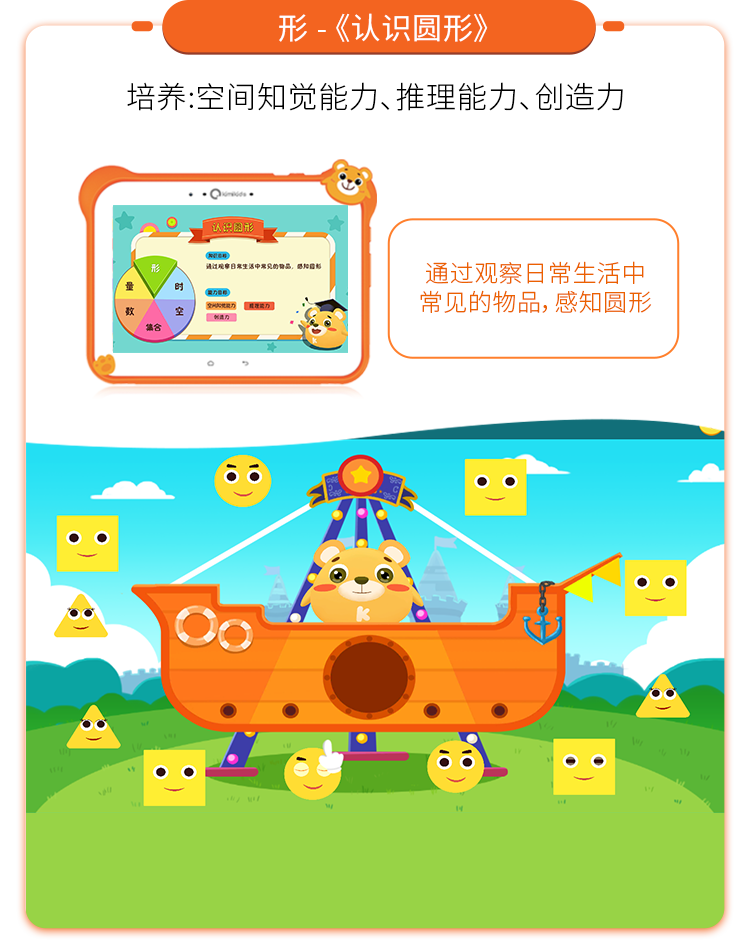 形 -《认识圆形》
培养:空间知觉能力、推理能力、创造力
认识圆形
知识目标
通过观察日常生活中常见的物品，感知圆形
能力目标
空间知觉能力 推理能力
创造力
形
量 时
数 空
集合
通过观察日常生活中
常见的物品，感知圆形
K